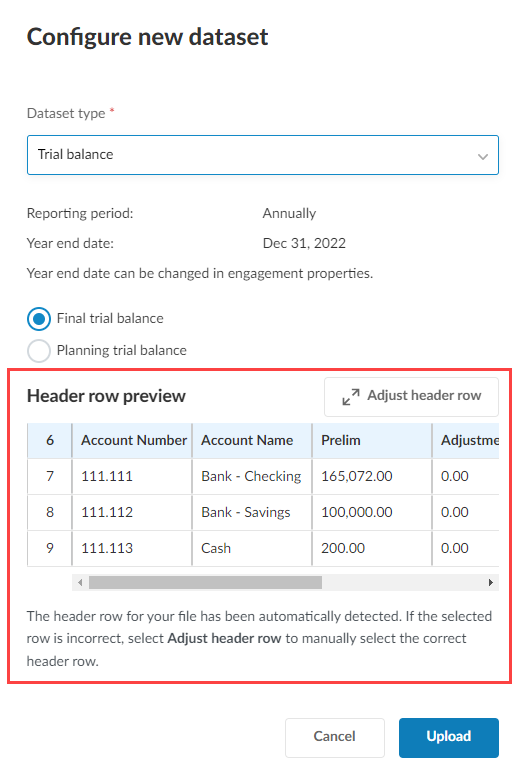 Configure new dataset
Dataset type *
Trial balance
Reporting period: Annually
Year end date: Dec 31, 2022
Year end date can be changed in engagement properties.
Final trial balance
Planning trial balance
Header row preview
Adjust header row
6 Account Number Account Name Prelim Adjustme
7 111.111 Bank - Checking 165,072.00 0.00
8 111.112 Bank - Savings 100,000.00 0.00
9 111.113 Cash 200.00 0.00
The header row for your file has been automatically detected. If the selected
row is incorrect, select Adjust header row to manually select the correct
header row.
Cancel Upload